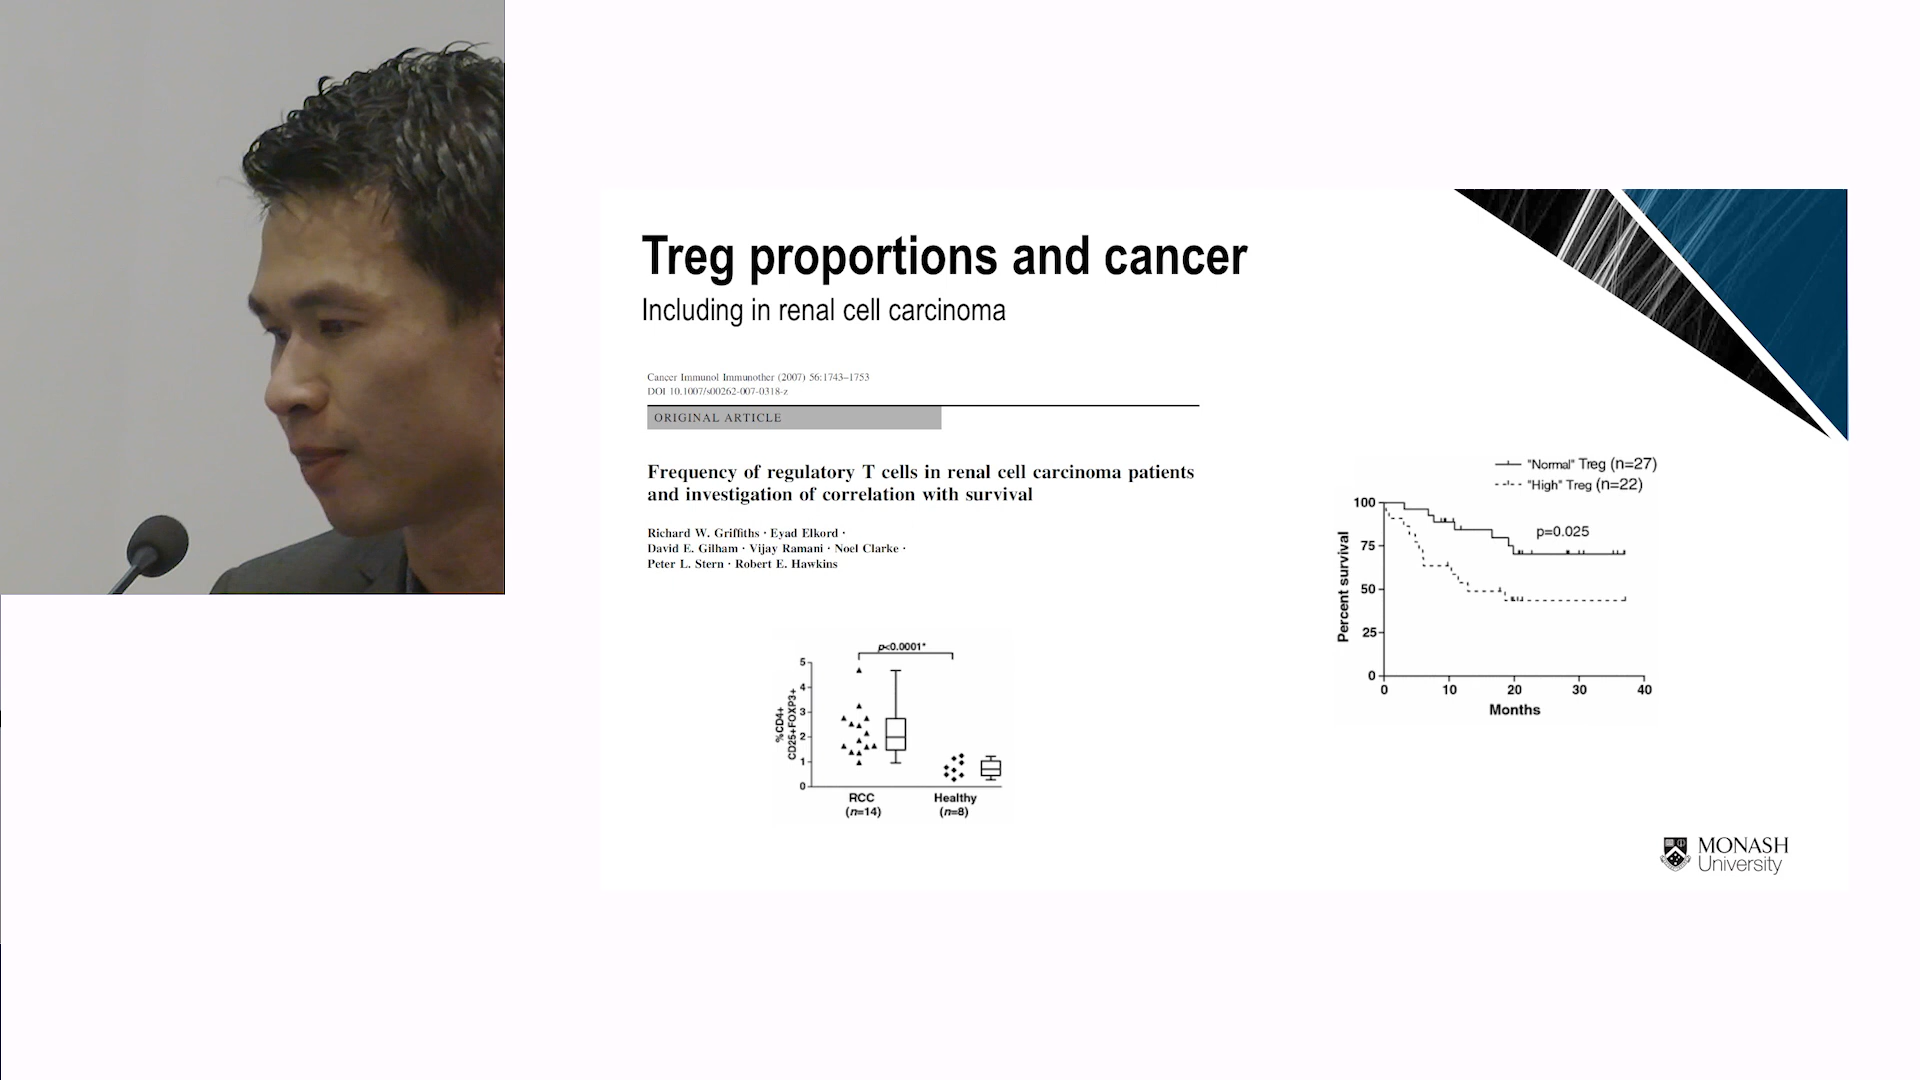 Treg proportions and cancer
Including in renal cell carcinoma
Cancer Immunol Immunother (2007) 56:1743–1753
DOI 10.1007/s00262-007-0318-z
ORIGINAL ARTICLE
Frequency of regulatory T cells in renal cell carcinoma patients
and investigation of correlation with survival
Richard W. Griffiths · Eyad Elkord ·
David E. Gilham · Vijay Ramani · Noel Clarke ·
Peter L. Stern · Robert E. Hawkins
p<0.0001*
%CD4+
CD25+FOXP3+
5
4
3
2
1
0
RCC
(n=14)
Healthy
(n=8)
"Normal" Treg (n=27)
"High" Treg (n=22)
p=0.025
Percent survival
100
75
50
25
0
0 10 20 30 40
Months
MONASH
University